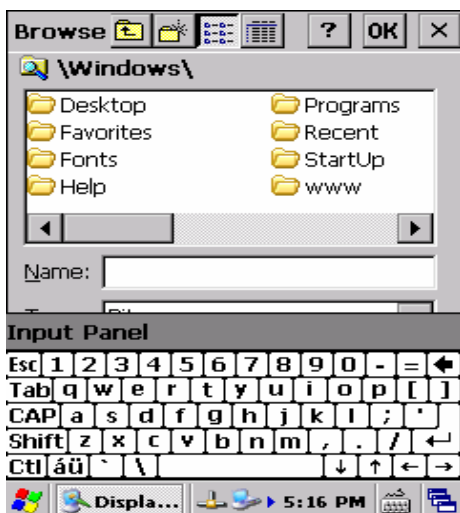 Browse ? OK ×
\Windows\
Desktop Programs
Favorites Recent
Fonts StartUp
Help www
Name:
Input Panel
Esc 1 2 3 4 5 6 7 8 9 0 - =
Tab q w e r t y u i o p [ ]
CAP a s d f g h j k l ; '
Shift z x c v b n m , . /
Ctl áü ` \
Displa... 5:16 PM